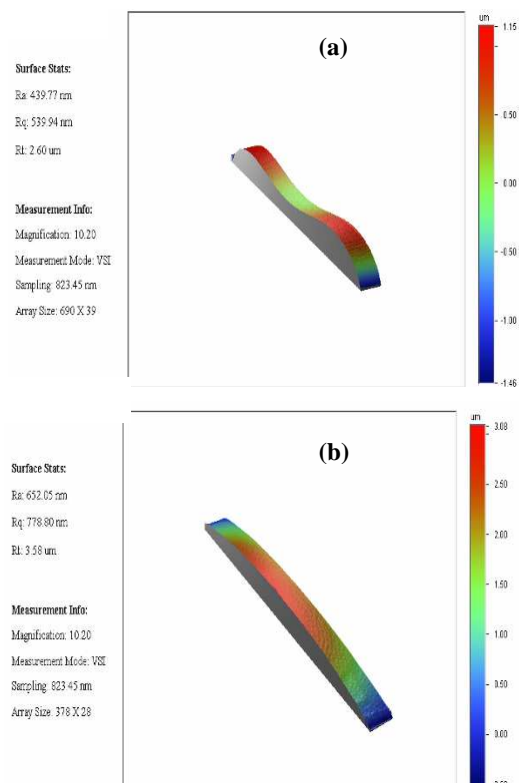 (a)
Surface Stats:
Ra: 439.77 nm
Rq: 539.94 nm
Rt: 2.60 um
Measurement Info:
Magnification: 10.20
Measurement Mode: VSI
Sampling: 823.45 nm
Array Size: 690 X 39
um
1.15
0.50
0.00
-0.50
-1.00
-1.46
(b)
Surface Stats:
Ra: 652.05 nm
Rq: 778.80 nm
Rt: 3.58 um
Measurement Info:
Magnification: 10.20
Measurement Mode: VSI
Sampling: 823.45 nm
Array Size: 378 X 28
um
3.08
2.50
2.00
1.50
1.00
0.50
0.00